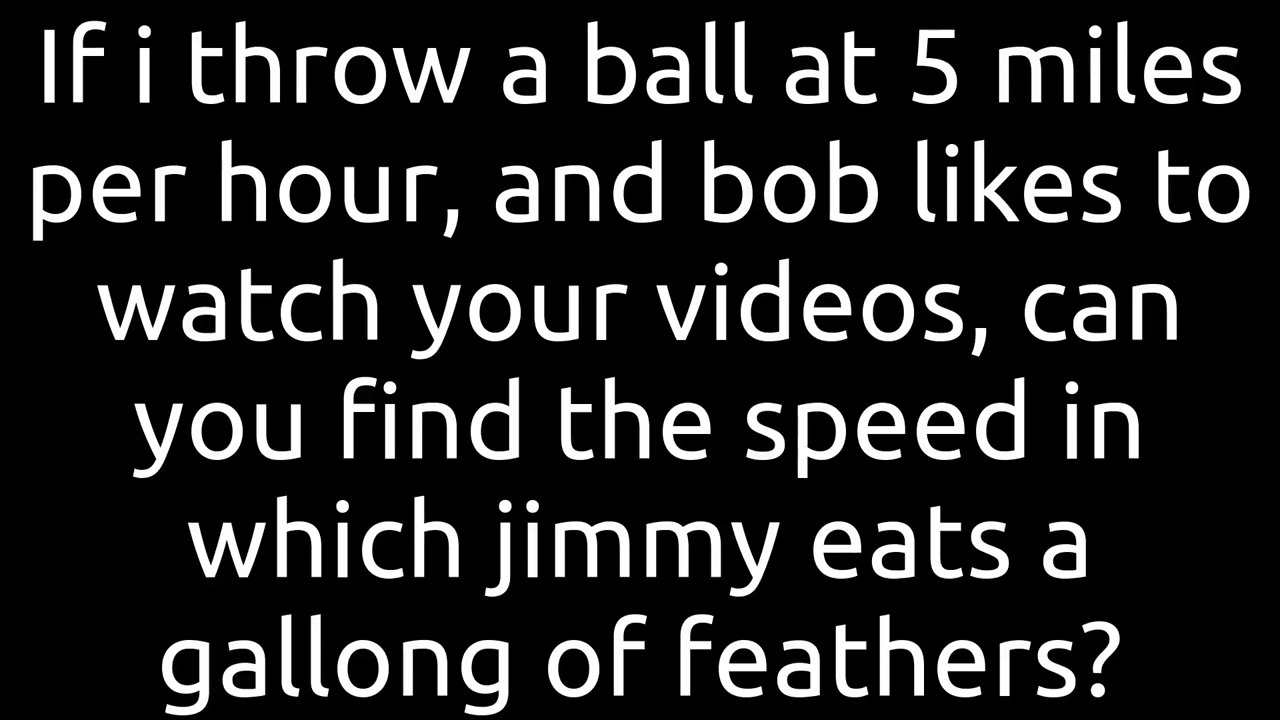 If i throw a ball at 5 miles
per hour, and bob likes to
watch your videos, can
you find the speed in
which jimmy eats a
gallong of feathers?